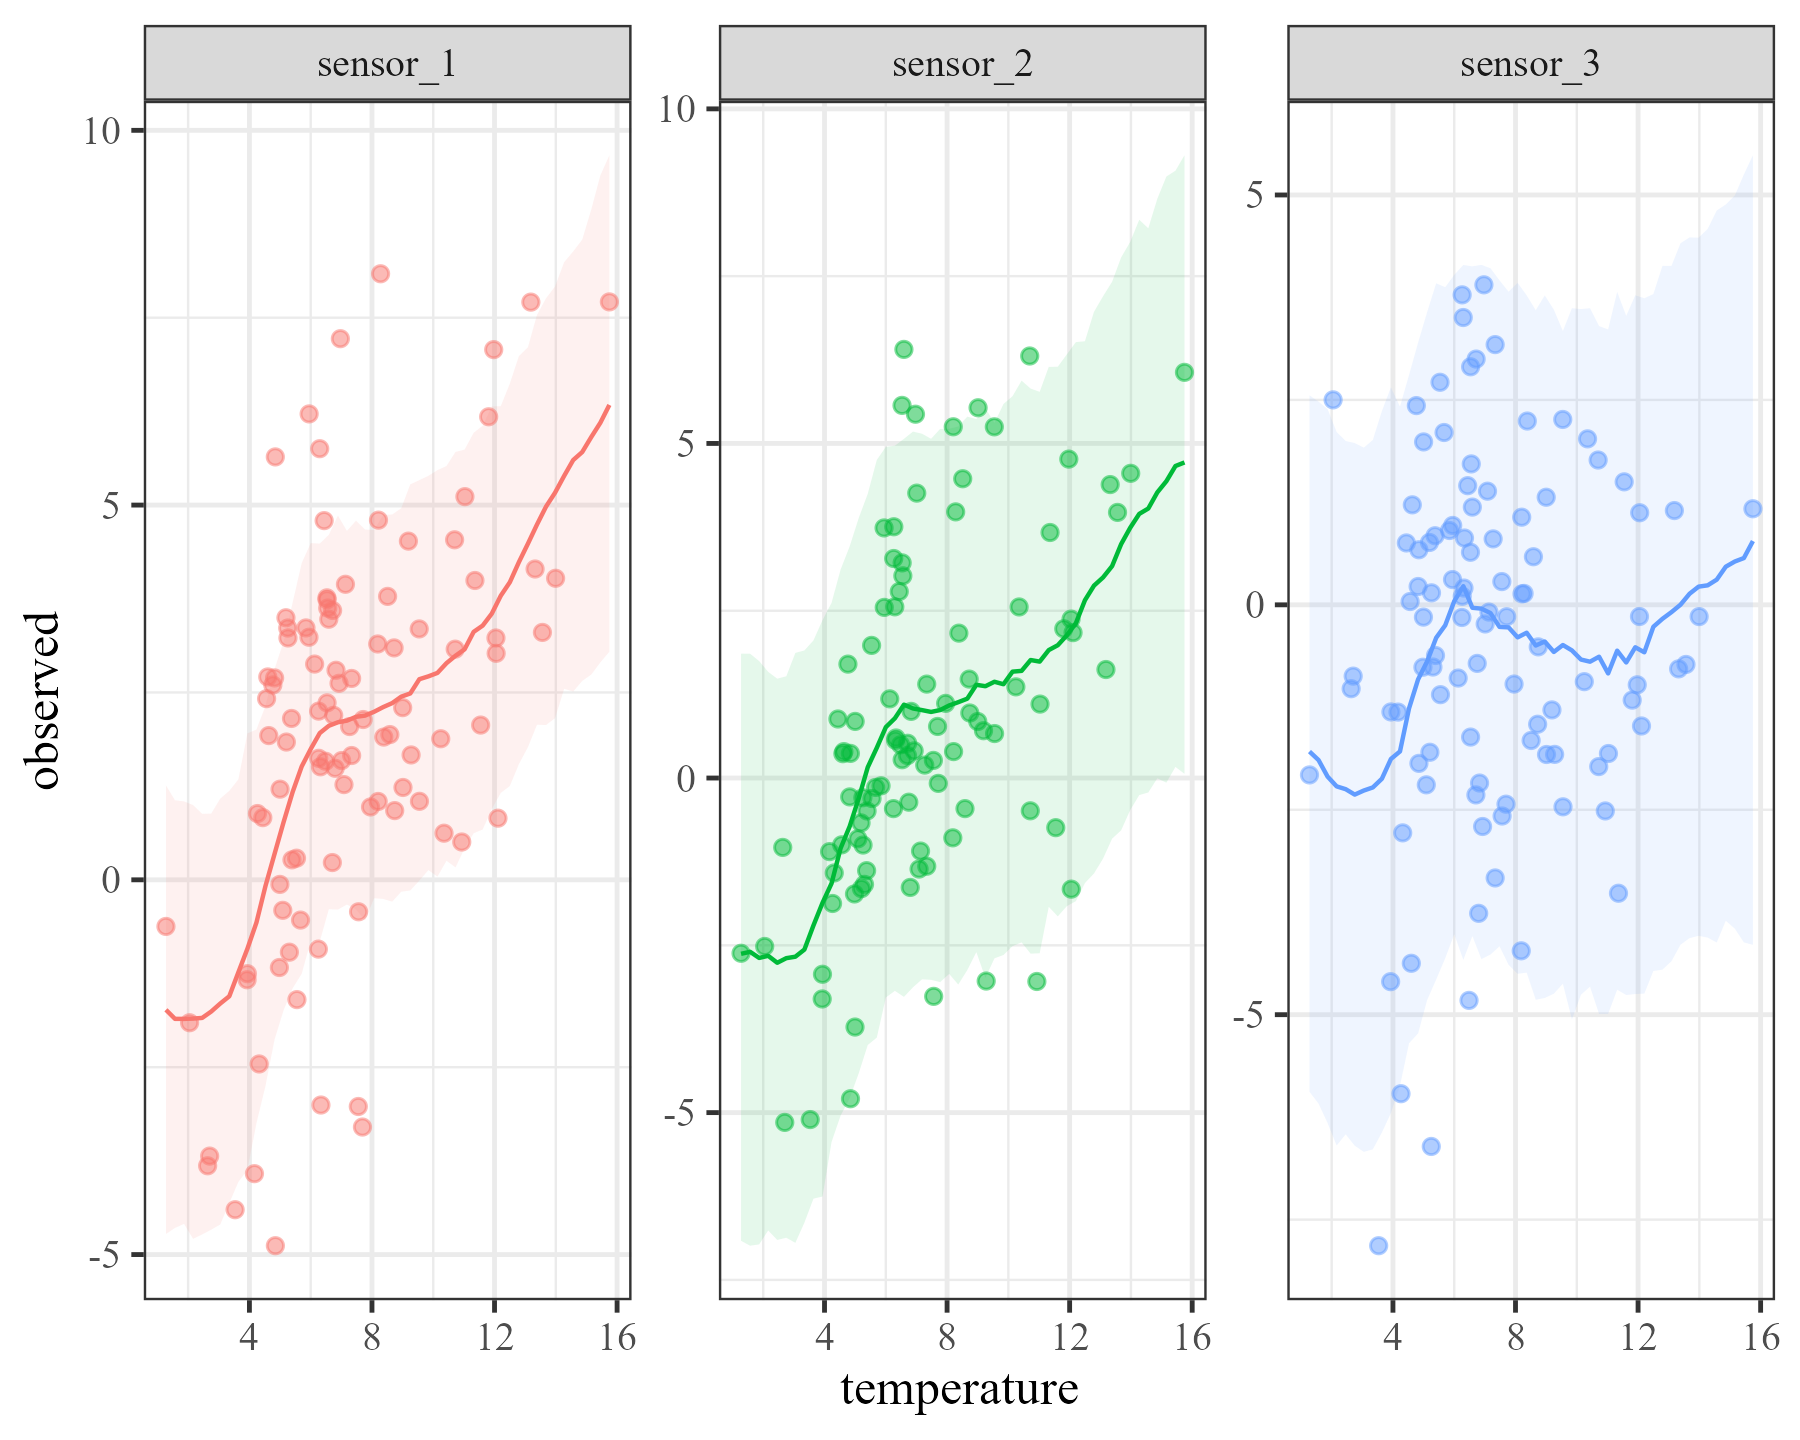 sensor_1 sensor_2 sensor_3
10 10
5 5 5
0 0 0
-5 -5 -5
4 8 12 16 4 8 12 16 4 8 12 16
observed
temperature